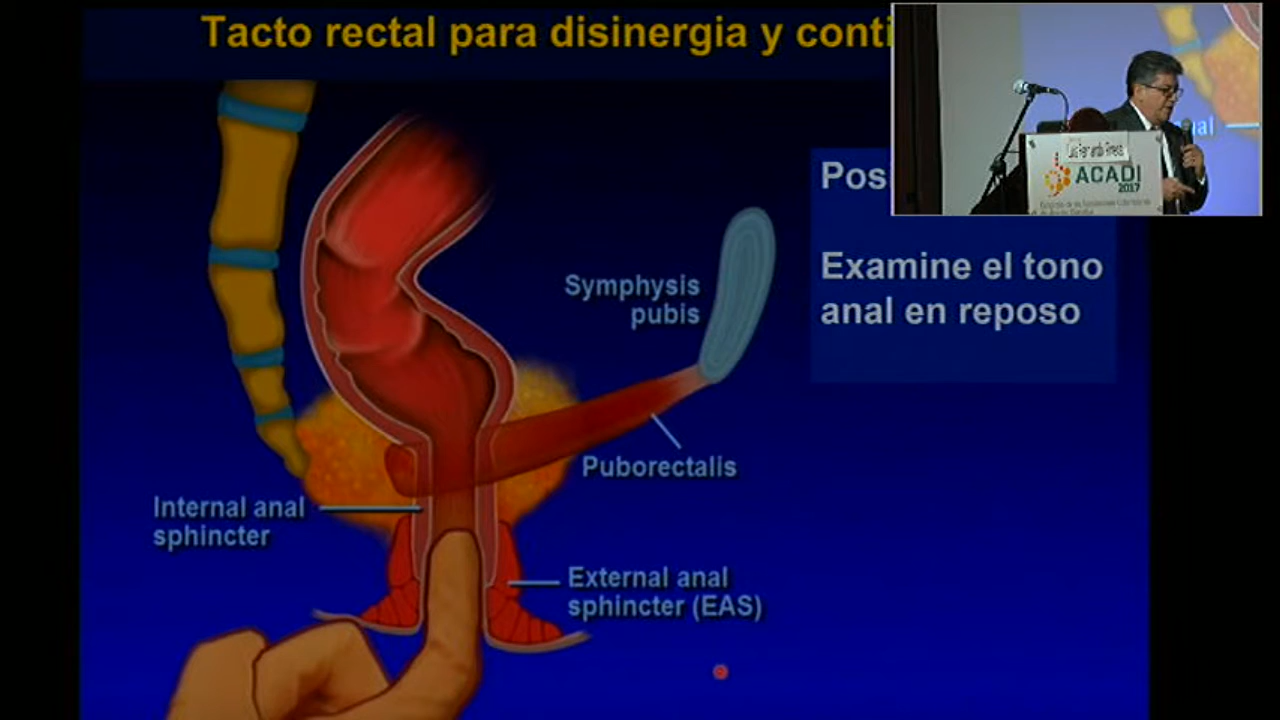 Tacto rectal para disinergia y conti
Pos
Examine el tono
anal en reposo
Symphysis
pubis
Puborectalis
Internal anal
sphincter
External anal
sphincter (EAS)
ACADI
2017